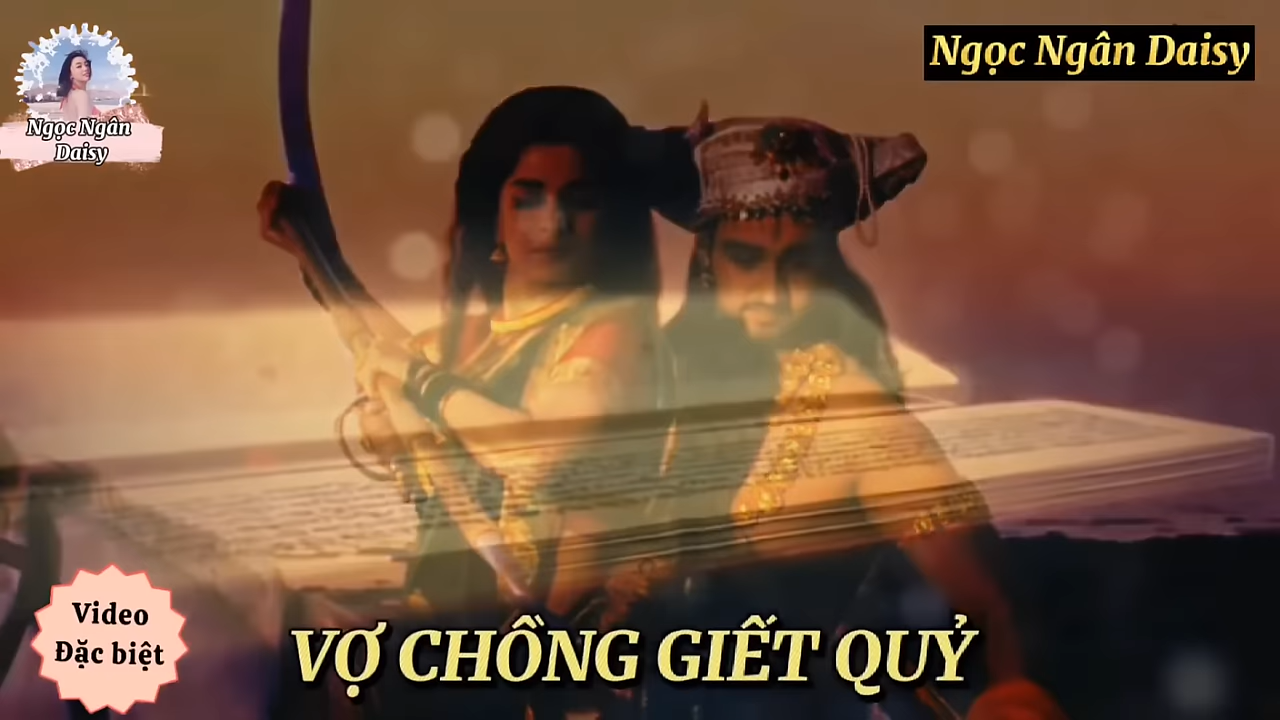 Ngọc Ngân Daisy
Ngọc Ngân
Daisy
Video
Đặc biệt
VỢ CHỒNG GIẾT QUỶ